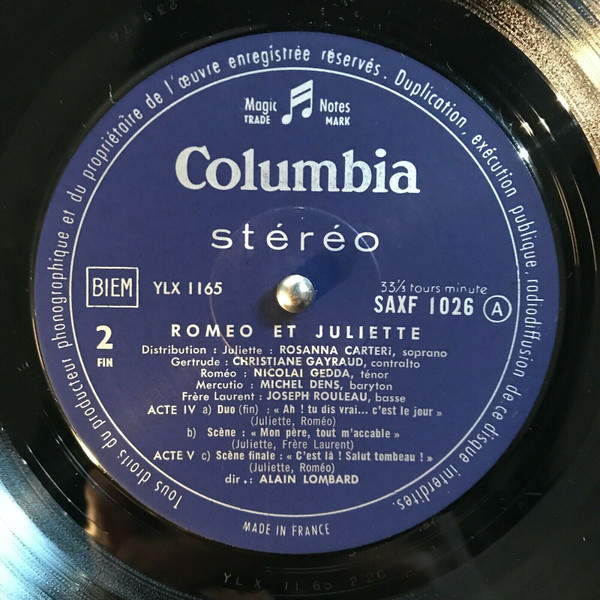 Tous droits du producteur phonographique et du propriétaire de l'œuvre enregistrée réservés. Duplication, exécution publique, radiodiffusion de ce disque interdites.
Magic Notes
TRADE MARK
Columbia
stéréo
BIEM YLX 1165
33⅓ tours minute
SAXF 1026 A
2
FIN
ROMEO ET JULIETTE
Distribution : Juliette : ROSANNA CARTERI, soprano
Gertrude : CHRISTIANE GAYRAUD, contralto
Roméo : NICOLAI GEDDA, ténor
Mercutio : MICHEL DENS, baryton
Frère Laurent : JOSEPH ROULEAU, basse
ACTE IV a) Duo (fin) : « Ah ! tu dis vrai... c'est le jour »
(Juliette, Roméo)
b) Scène : « Mon père, tout m'accable »
(Juliette, Frère Laurent)
ACTE V c) Scène finale : « C'est là ! Salut tombeau ! »
(Juliette, Roméo)
dir. : ALAIN LOMBARD
MADE IN FRANCE